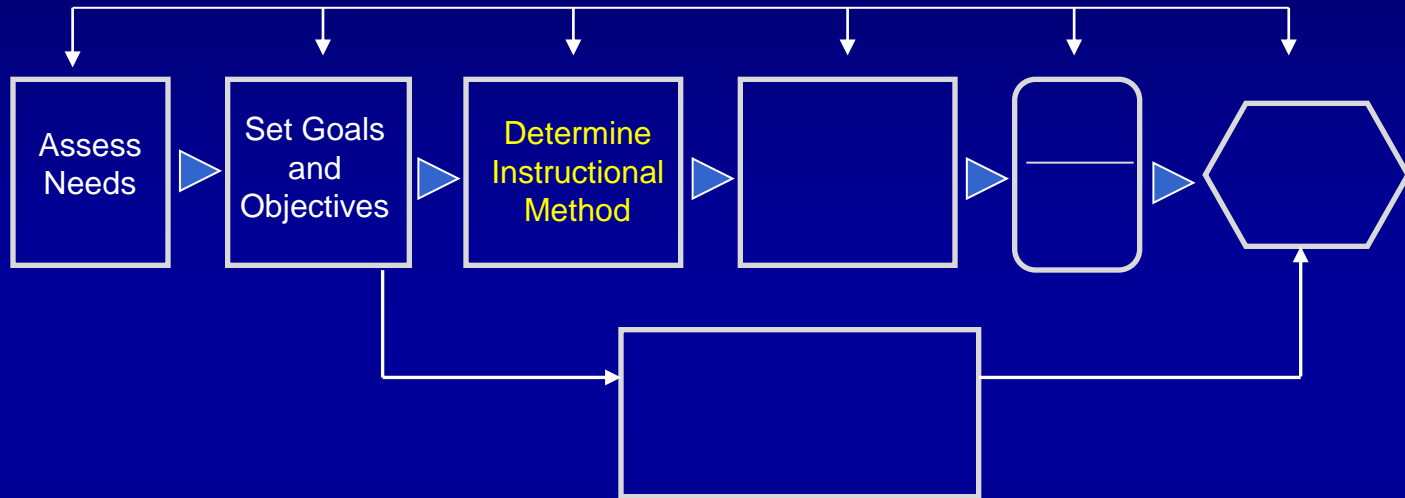 Assess
Needs
Set Goals
and
Objectives
Determine
Instructional
Method